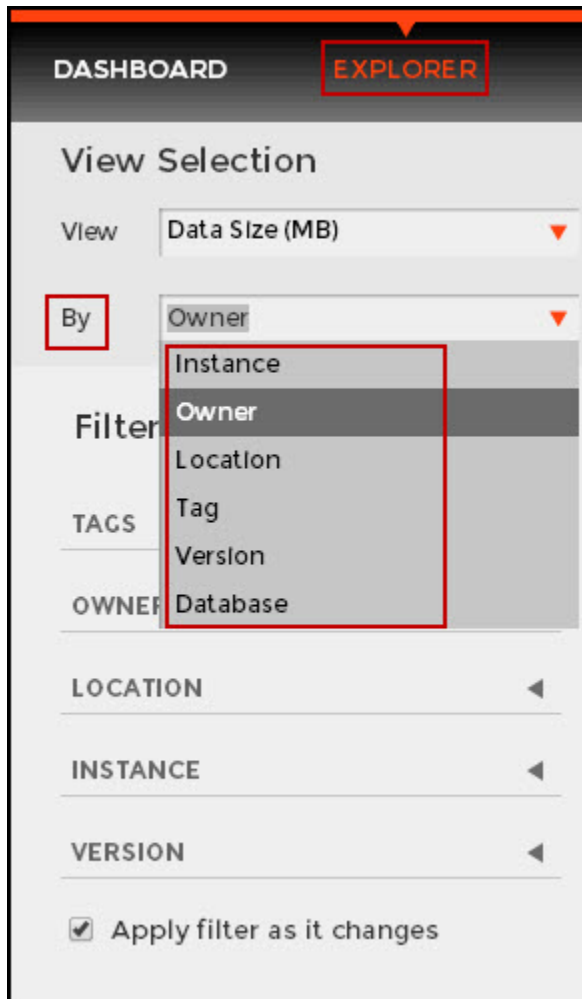 DASHBOARD EXPLORER
View Selection
View Data Size (MB)
By Owner
Instance
Filter Owner
Location
TAGS Tag
Version
OWNER Database
LOCATION
INSTANCE
VERSION
Apply filter as it changes